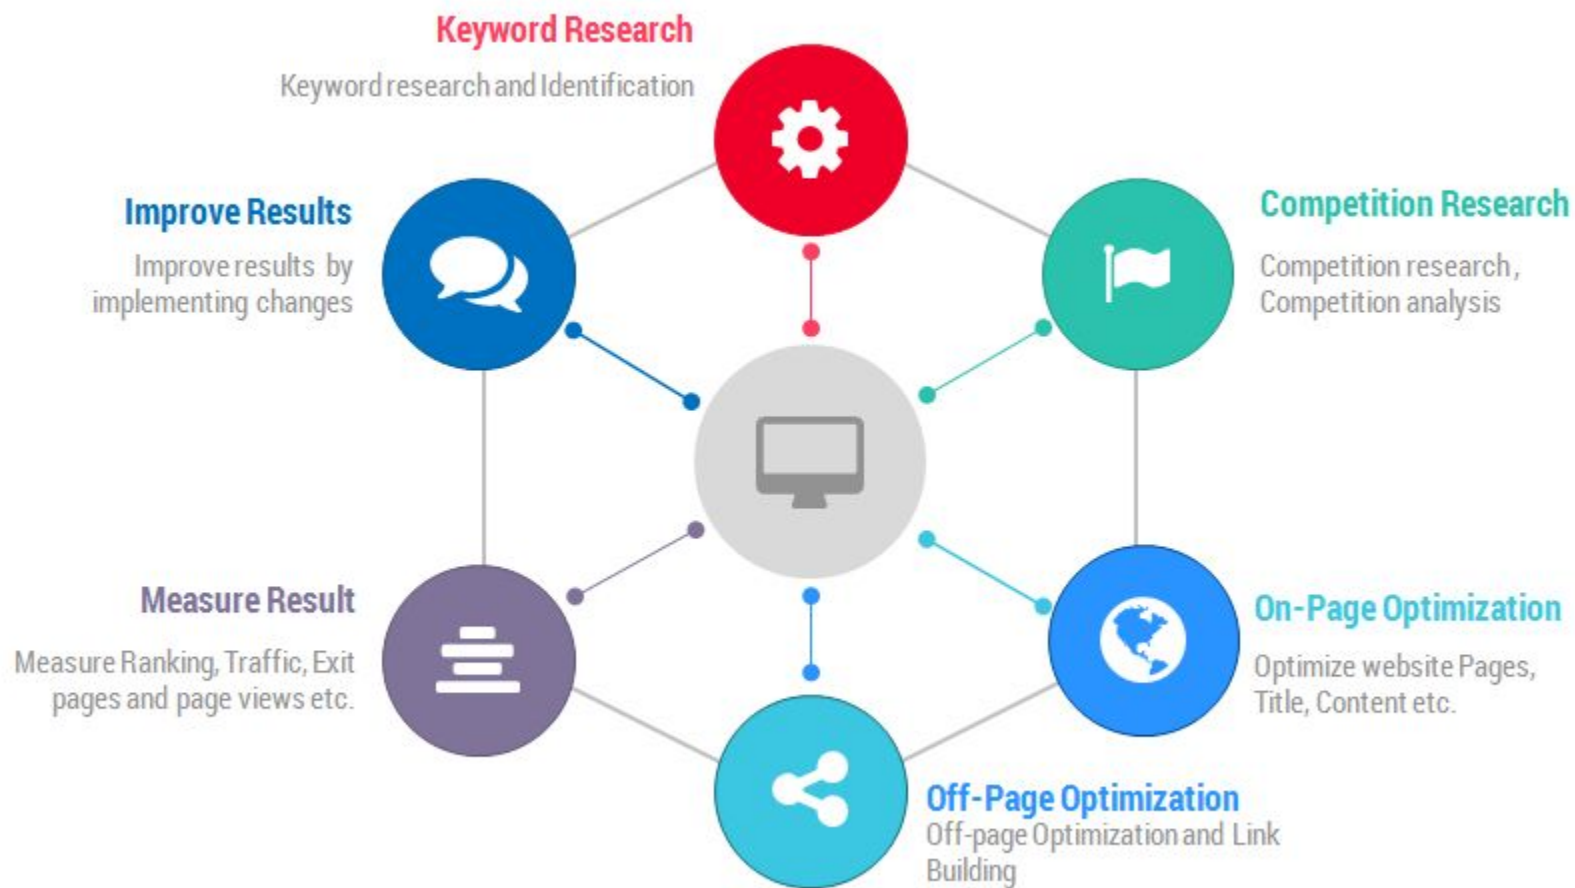 Keyword Research
Keyword research and Identification
Competition Research
Competition research,
Competition analysis
On-Page Optimization
Optimize website Pages,
Title, Content etc.
Off-Page Optimization
Off-page Optimization and Link
Building
Measure Result
Measure Ranking, Traffic, Exit
pages and page views etc.
Improve Results
Improve results by
implementing changes